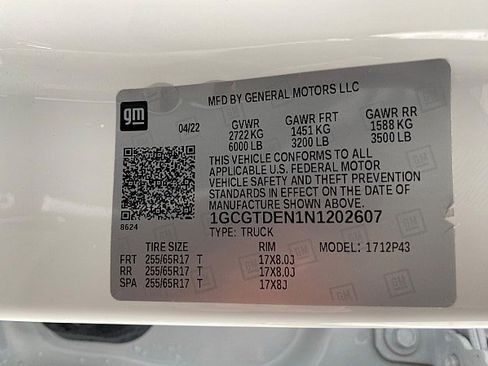 gm
MFD BY GENERAL MOTORS LLC
04/22 GVWR GAWR FRT GAWR RR
2722 KG 1451 KG 1588 KG
6000 LB 3200 LB 3500 LB
THIS VEHICLE CONFORMS TO ALL
APPLICABLE U.S. FEDERAL MOTOR
VEHICLE SAFETY AND THEFT PREVENTION
STANDARDS IN EFFECT ON THE DATE OF
MANUFACTURE SHOWN ABOVE.
8624 1GCGTDEN1N1202607
TYPE: TRUCK
TIRE SIZE RIM MODEL: 1712P43
FRT 255/65R17 T 17X8.0J
RR 255/65R17 T 17X8.0J
SPA 255/65R17 T 17X8J